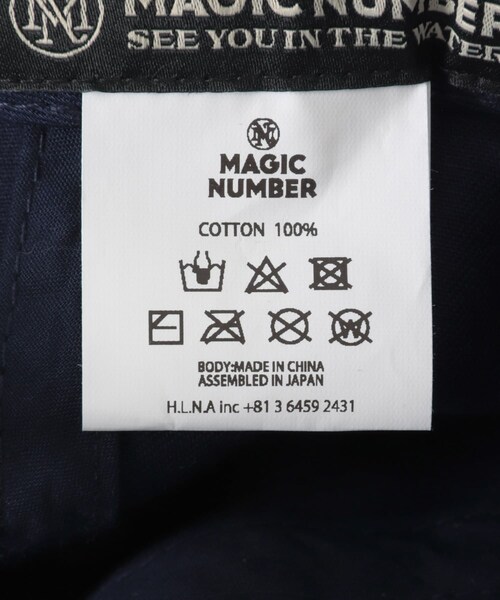 MAGIC NUMBER
SEE YOU IN THE WATER
MAGIC
NUMBER
COTTON 100%
BODY:MADE IN CHINA
ASSEMBLED IN JAPAN
H.L.N.A inc +81 3 6459 2431